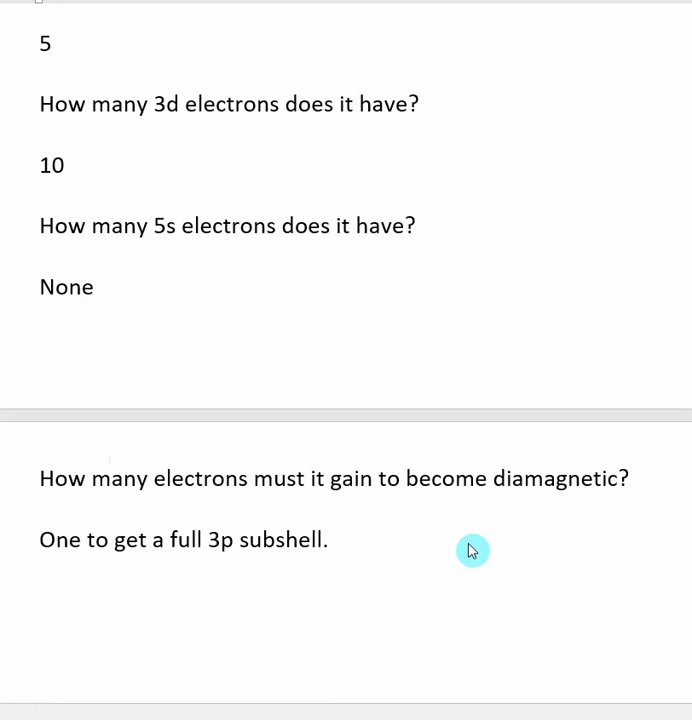 5
How many 3d electrons does it have?
10
How many 5s electrons does it have?
None
How many electrons must it gain to become diamagnetic?
One to get a full 3p subshell.